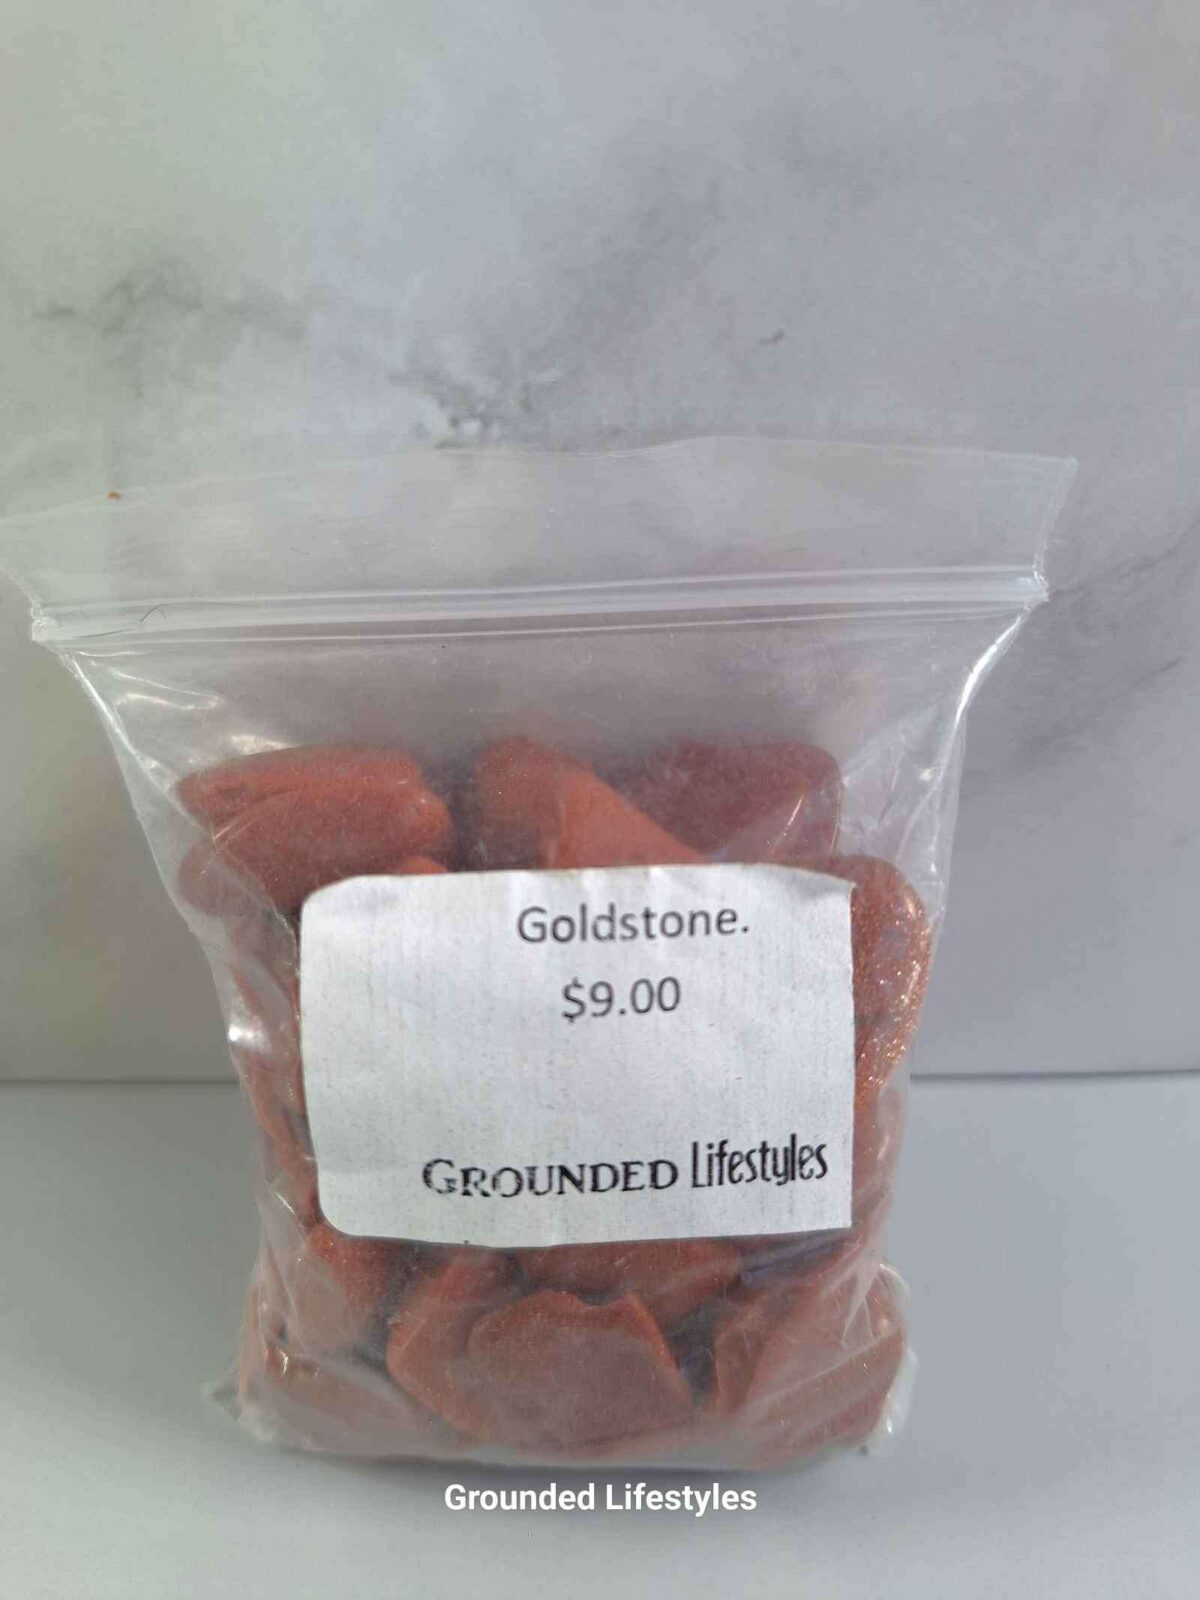 Goldstone.
$9.00
GROUNDED Lifestyles
Grounded Lifestyles